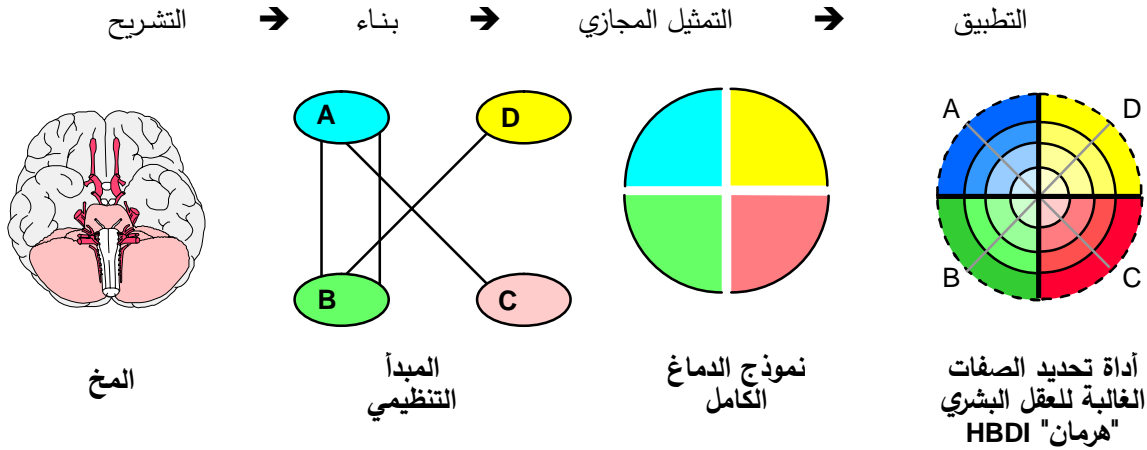 التشريح ➔ بناء ➔ التمثيل المجازي ➔ التطبيق
A
D
B
C
A
D
B
C
المخ
المبدأ
التنظيمي
نموذج الدماغ
الكامل
أداة تحديد الصفات
الغالبة للعقل البشري
"هرمان" HBDI